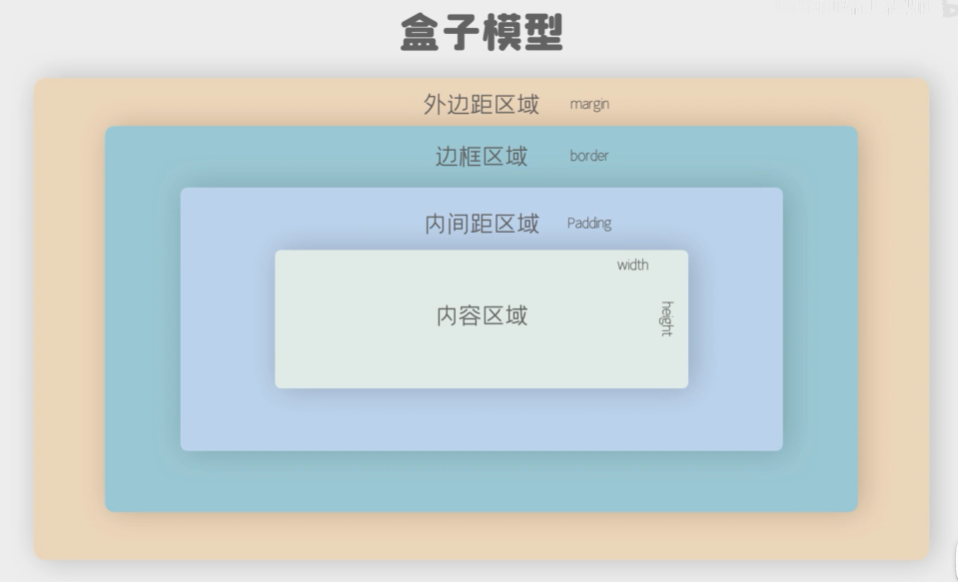 盒子模型
外边距区域 margin
边框区域 border
内间距区域 Padding
width
内容区域
height